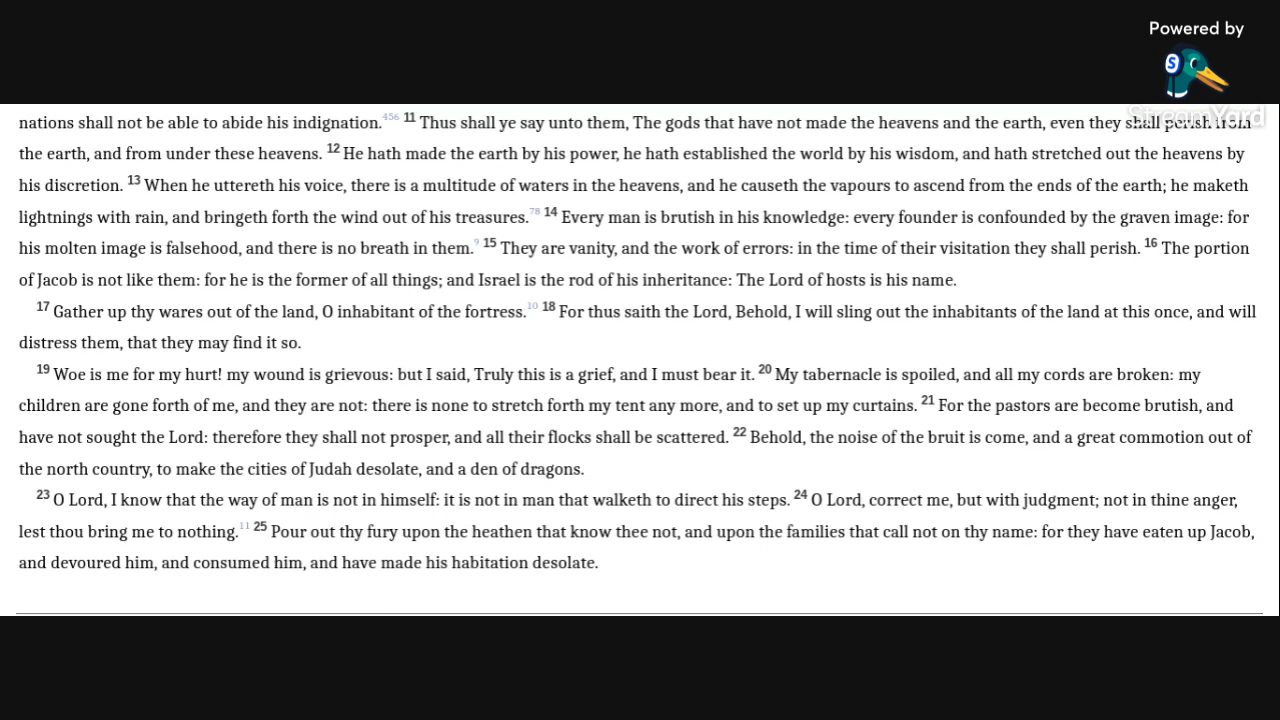 Powered by
S
StreamYard
nations shall not be able to abide his indignation.⁴⁵⁶ 11 Thus shall ye say unto them, The gods that have not made the heavens and the earth, even they shall perish from
the earth, and from under these heavens. 12 He hath made the earth by his power, he hath established the world by his wisdom, and hath stretched out the heavens by
his discretion. 13 When he uttereth his voice, there is a multitude of waters in the heavens, and he causeth the vapours to ascend from the ends of the earth; he maketh
lightnings with rain, and bringeth forth the wind out of his treasures.⁷⁸ 14 Every man is brutish in his knowledge: every founder is confounded by the graven image: for
his molten image is falsehood, and there is no breath in them.⁹ 15 They are vanity, and the work of errors: in the time of their visitation they shall perish. 16 The portion
of Jacob is not like them: for he is the former of all things; and Israel is the rod of his inheritance: The Lord of hosts is his name.
17 Gather up thy wares out of the land, O inhabitant of the fortress.¹⁰ 18 For thus saith the Lord, Behold, I will sling out the inhabitants of the land at this once, and will
distress them, that they may find it so.
19 Woe is me for my hurt! my wound is grievous: but I said, Truly this is a grief, and I must bear it. 20 My tabernacle is spoiled, and all my cords are broken: my
children are gone forth of me, and they are not: there is none to stretch forth my tent any more, and to set up my curtains. 21 For the pastors are become brutish, and
have not sought the Lord: therefore they shall not prosper, and all their flocks shall be scattered. 22 Behold, the noise of the bruit is come, and a great commotion out of
the north country, to make the cities of Judah desolate, and a den of dragons.
23 O Lord, I know that the way of man is not in himself: it is not in man that walketh to direct his steps. 24 O Lord, correct me, but with judgment; not in thine anger,
lest thou bring me to nothing.¹¹ 25 Pour out thy fury upon the heathen that know thee not, and upon the families that call not on thy name: for they have eaten up Jacob,
and devoured him, and consumed him, and have made his habitation desolate.